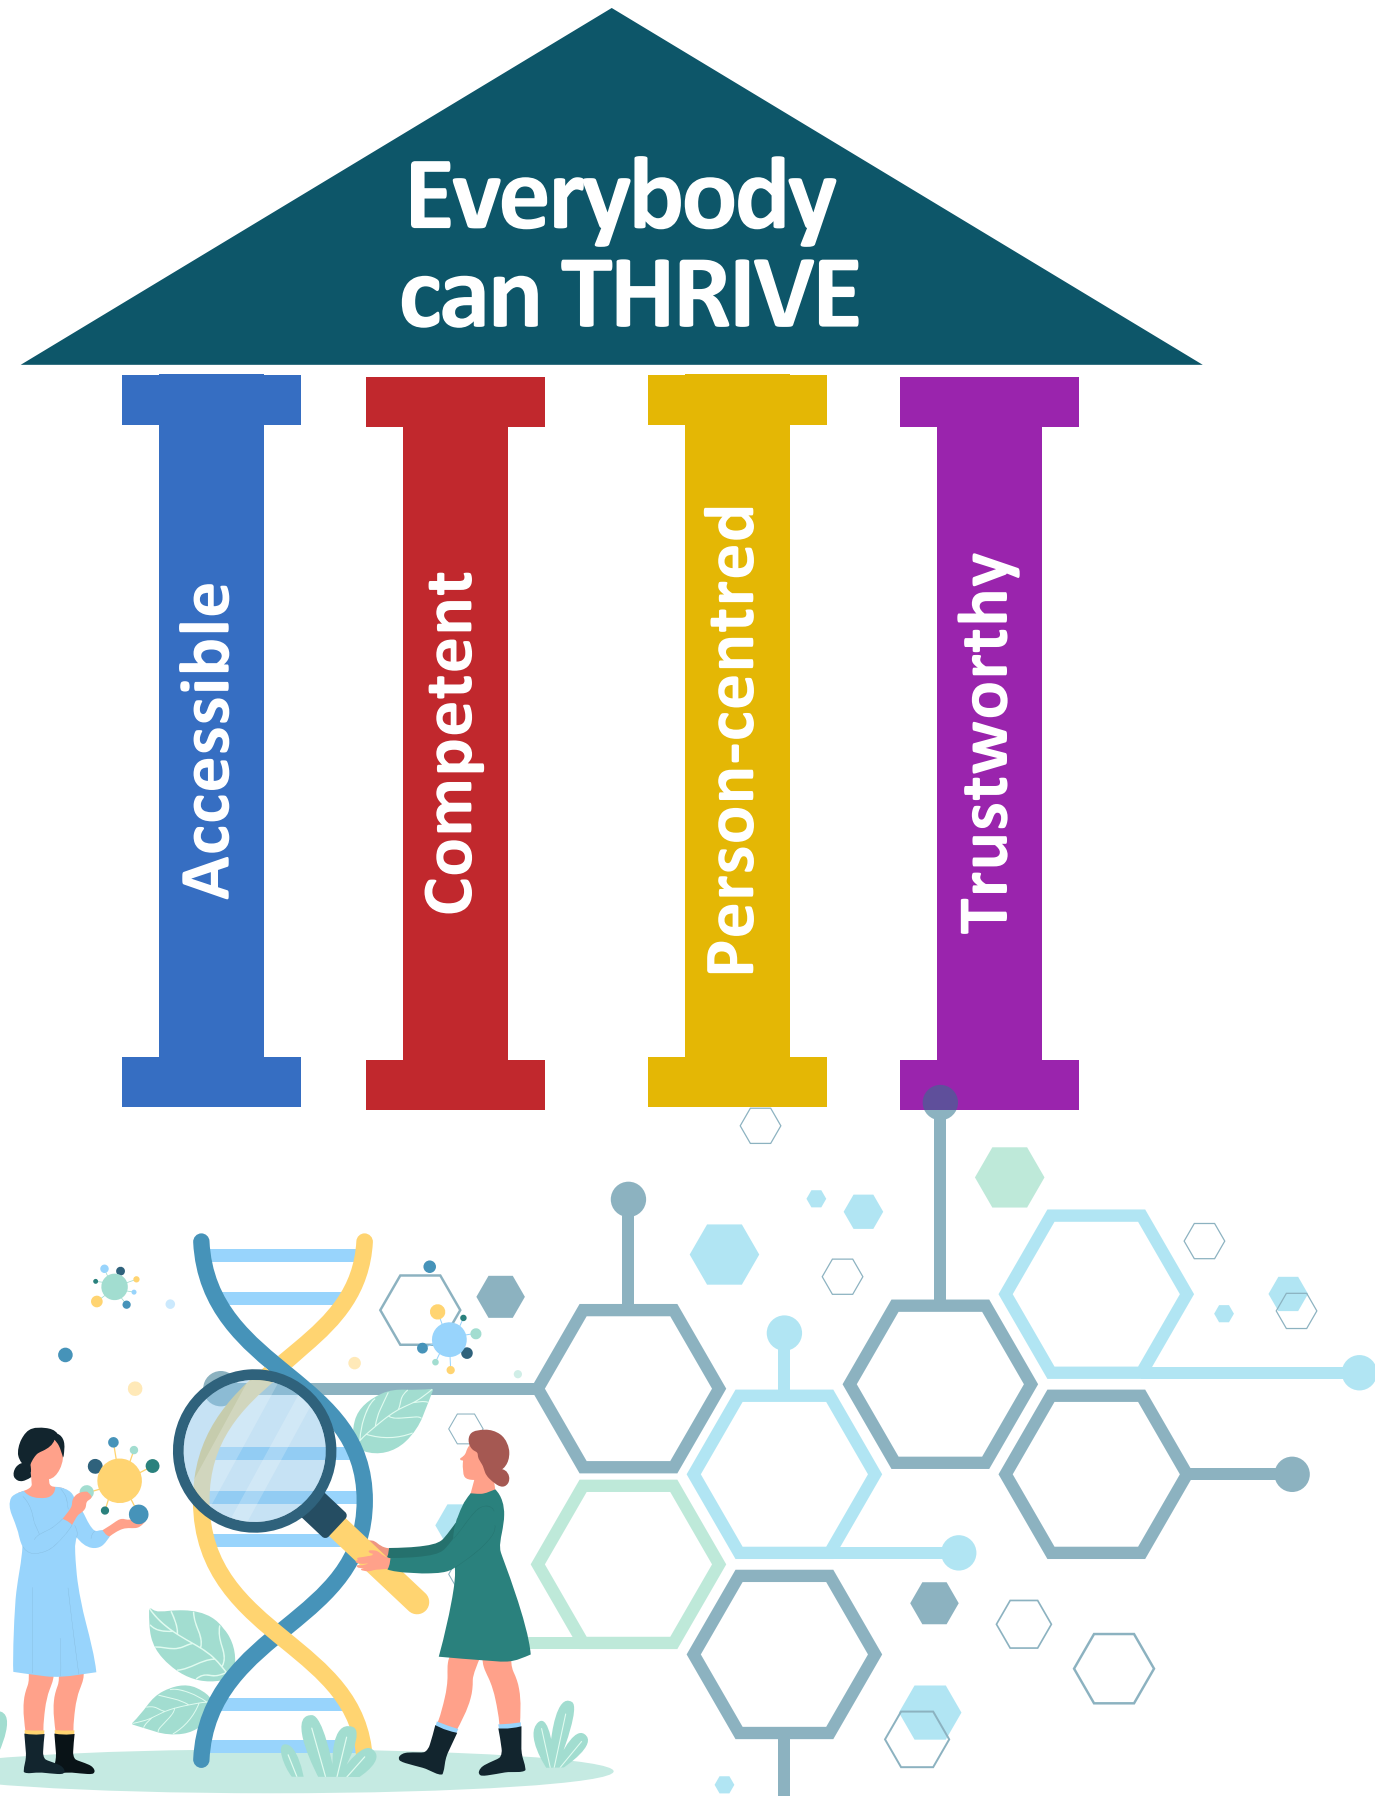 Everybody
can THRIVE
Accessible
Competent
Person-centred
Trustworthy